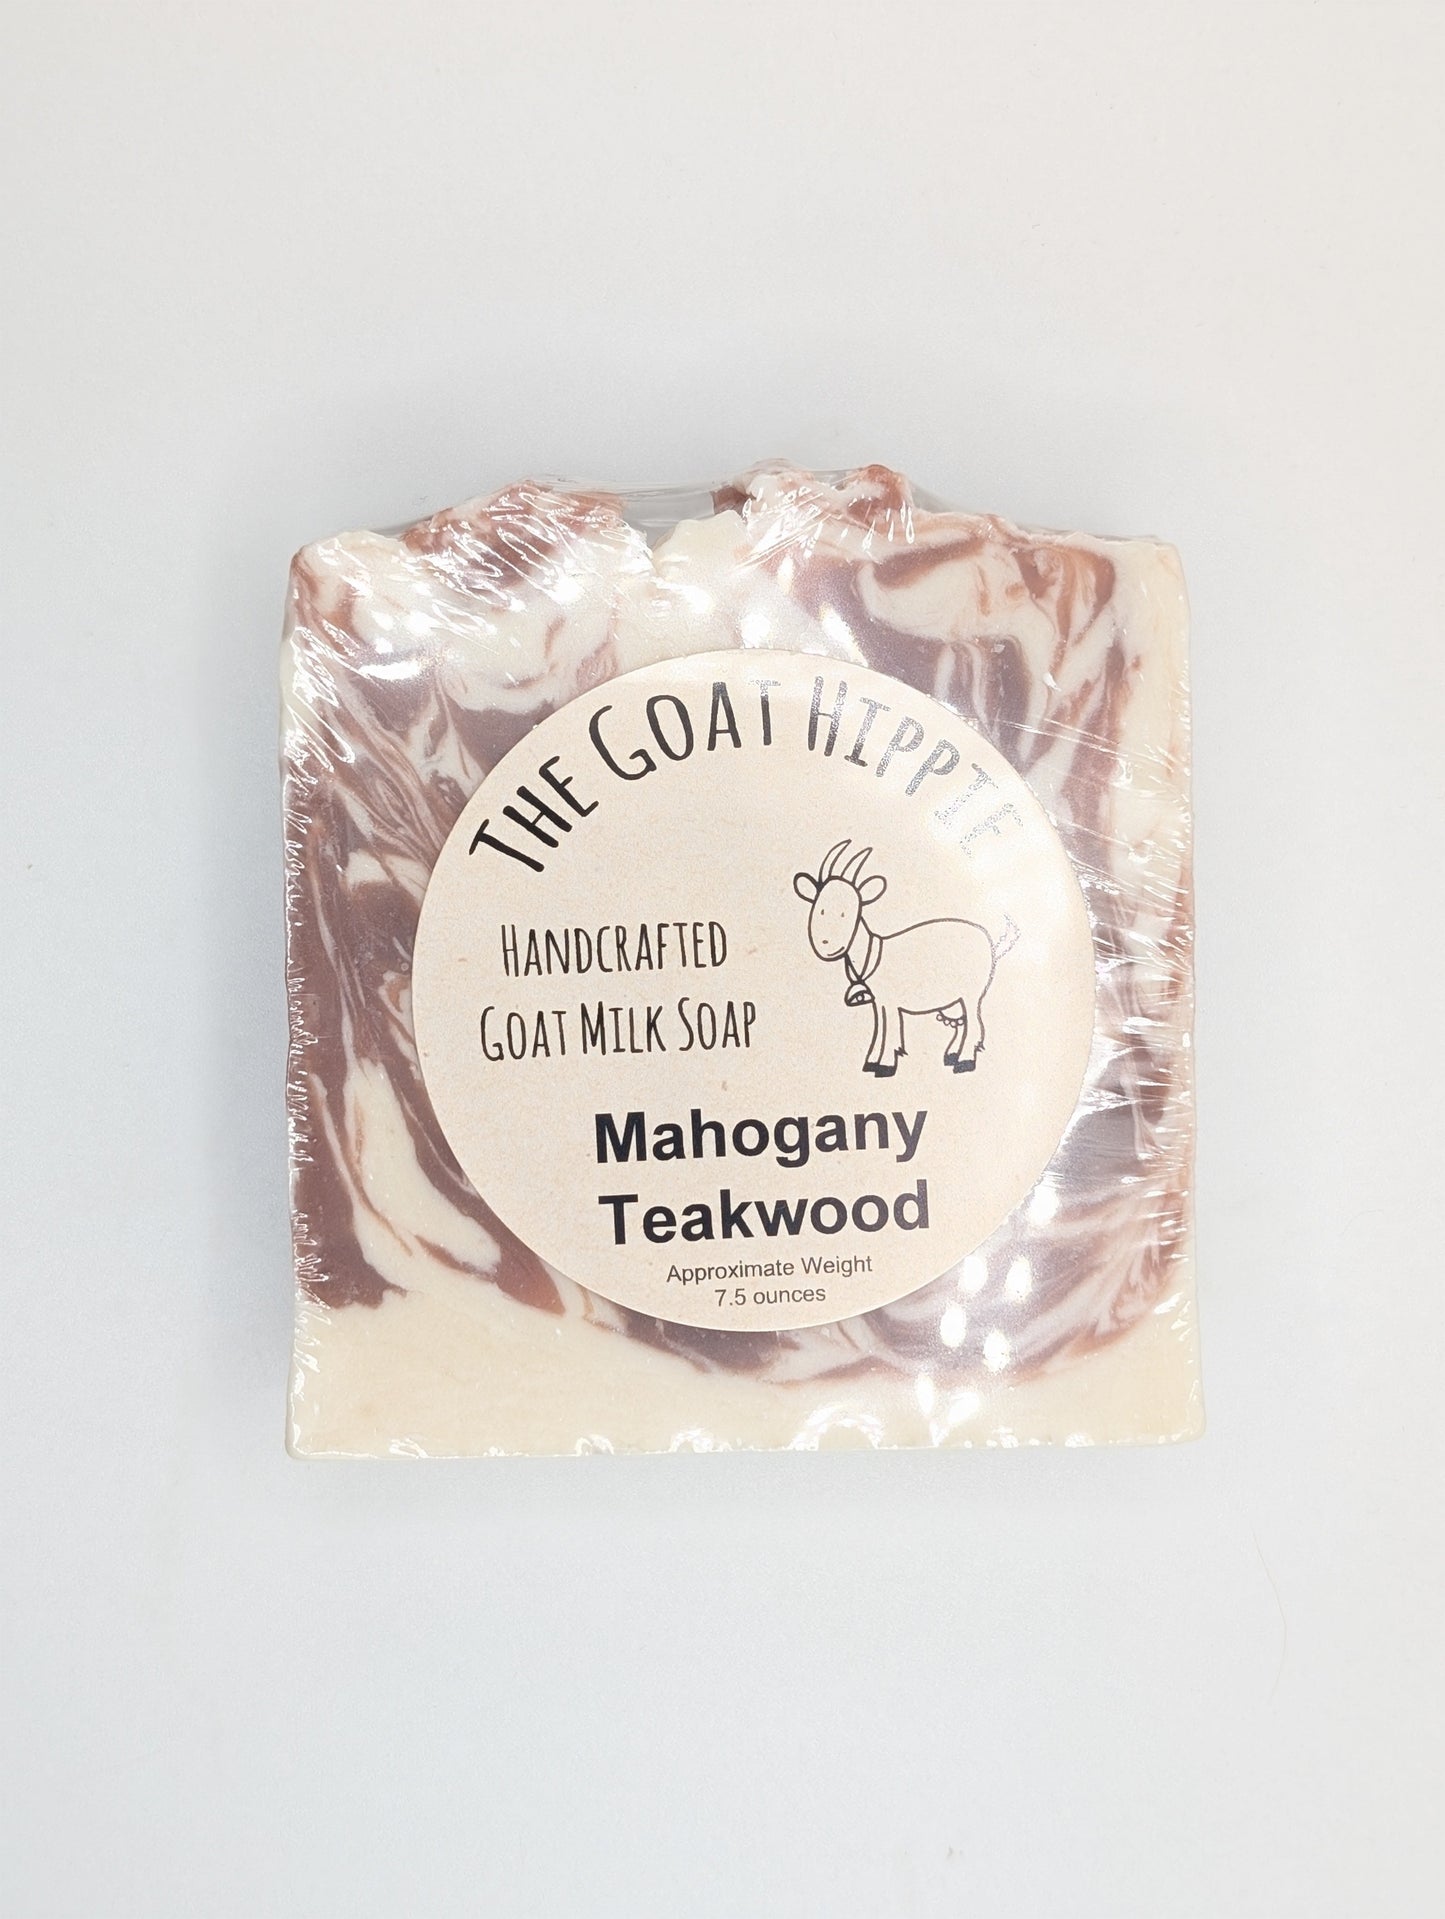 THE GOAT HIPPIE
HANDCRAFTED
GOAT MILK SOAP
Mahogany
Teakwood
Approximate Weight
7.5 ounces